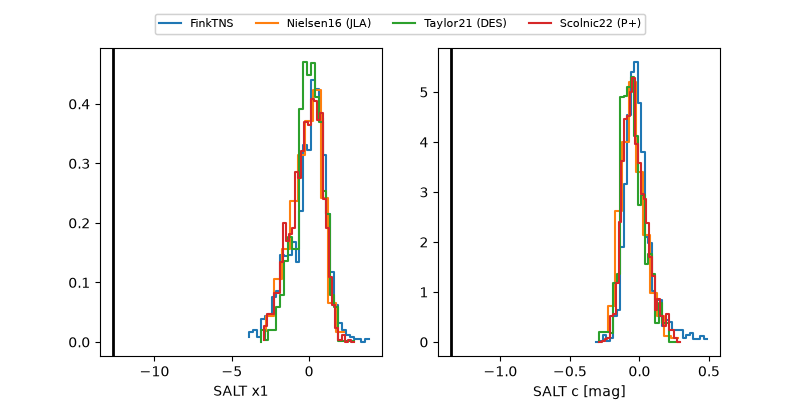 FinkTNS Nielsen16 (JLA) Taylor21 (DES) Scolnic22 (P+)
0.4
0.3
0.2
0.1
0.0
−10 −5 0
SALT x1
5
4
3
2
1
0
−1.0 −0.5 0.0 0.5
SALT c [mag]